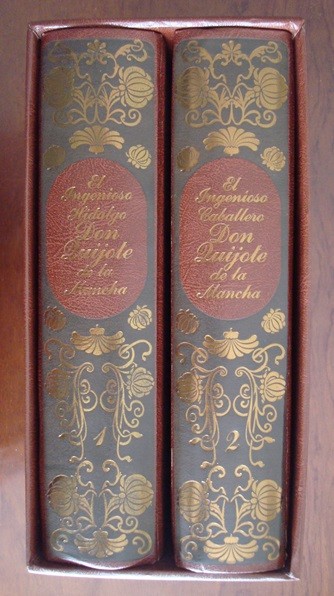 El
Ingenioso
Hidalgo
Don
Quijote
de la
Mancha
1
El
Ingenioso
Caballero
Don
Quijote
de la
Mancha
2